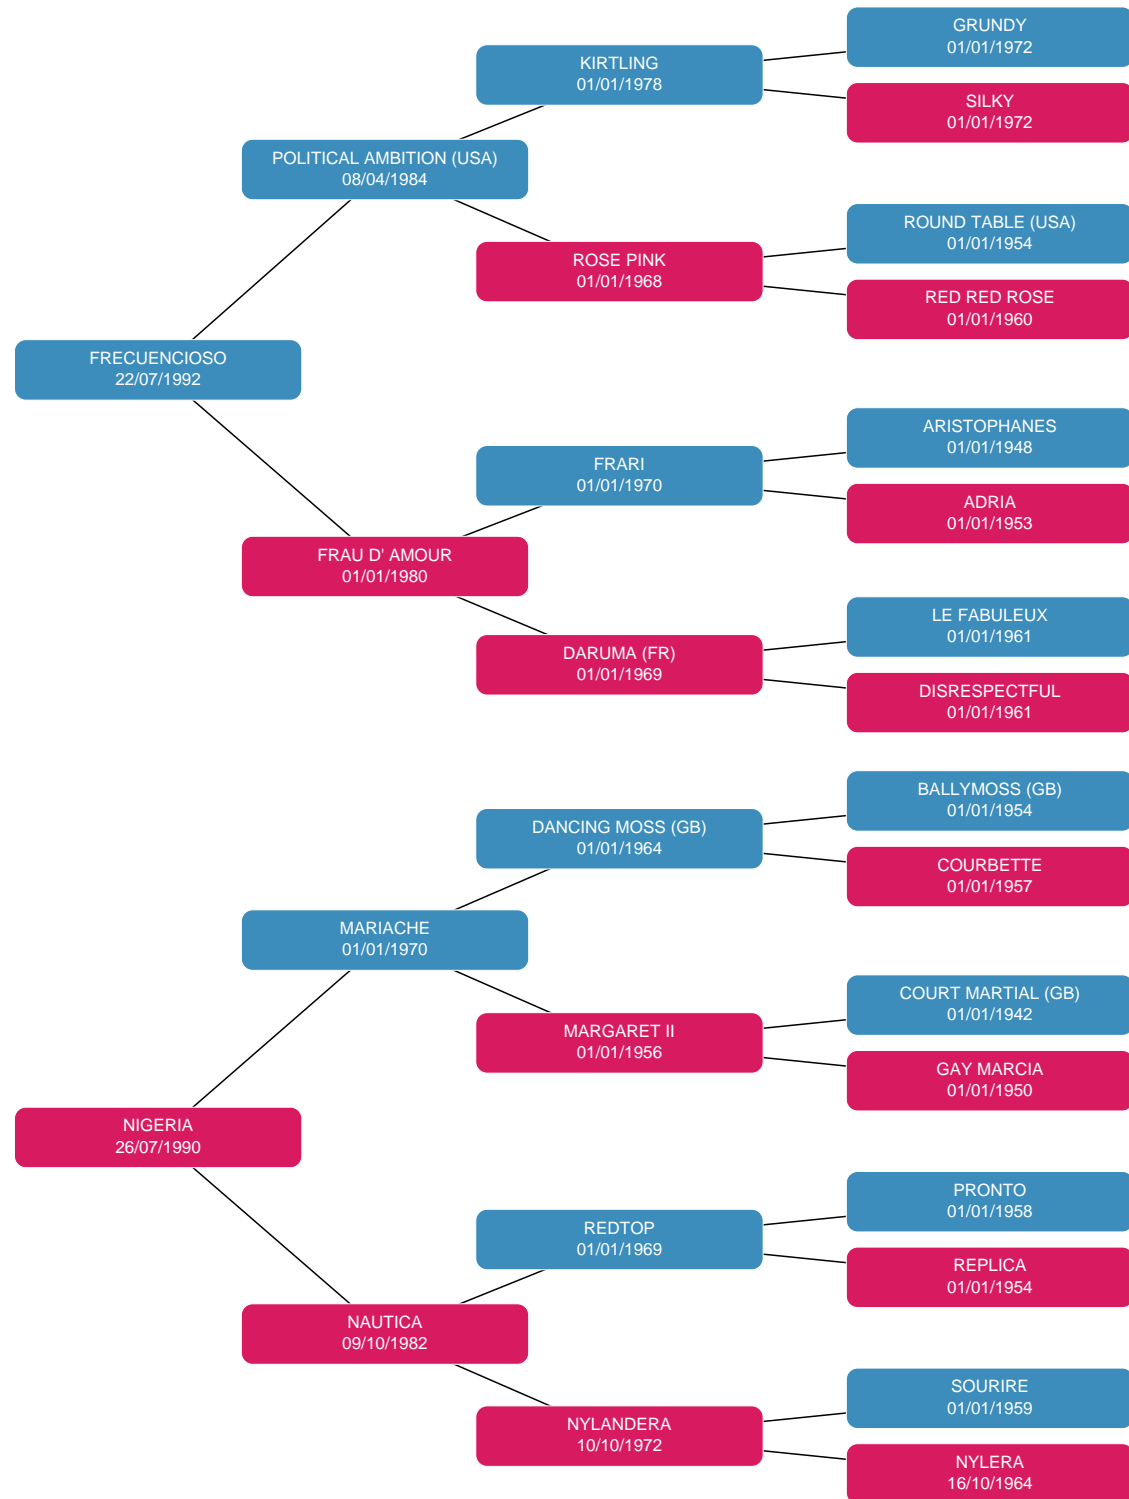 GRUNDY
01/01/1972
KIRTLING
01/01/1978
SILKY
01/01/1972
POLITICAL AMBITION (USA)
08/04/1984
ROUND TABLE (USA)
01/01/1954
ROSE PINK
01/01/1968
RED RED ROSE
01/01/1960
FRECUENCIOSO
22/07/1992
ARISTOPHANES
01/01/1948
FRARI
01/01/1970
ADRIA
01/01/1953
FRAU D' AMOUR
01/01/1980
LE FABULEUX
01/01/1961
DARUMA (FR)
01/01/1969
DISRESPECTFUL
01/01/1961
BALLYMOSS (GB)
01/01/1954
DANCING MOSS (GB)
01/01/1964
COURBETTE
01/01/1957
MARIACHE
01/01/1970
COURT MARTIAL (GB)
01/01/1942
MARGARET II
01/01/1956
GAY MARCIA
01/01/1950
NIGERIA
26/07/1990
PRONTO
01/01/1958
REDTOP
01/01/1969
REPLICA
01/01/1954
NAUTICA
09/10/1982
SOURIRE
01/01/1959
NYLANDERA
10/10/1972
NYLERA
16/10/1964